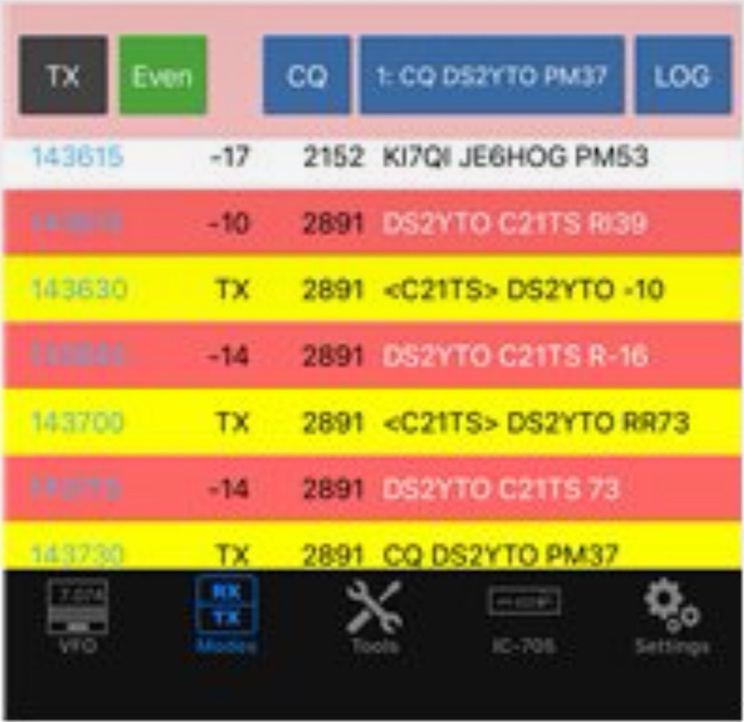 TX Even CQ 1: CQ DS2YTO PM37 LOG
143615 -17 2152 KI7QI JE6HOG PM53
-10 2891 DS2YTO C21TS RI39
143630 TX 2891 <C21TS> DS2YTO -10
-14 2891 DS2YTO C21TS R-16
143700 TX 2891 <C21TS> DS2YTO RR73
-14 2891 DS2YTO C21TS 73
143730 TX 2891 CQ DS2YTO PM37
7.074 RX
TX
VFO Modes Tools IC-705 Settings